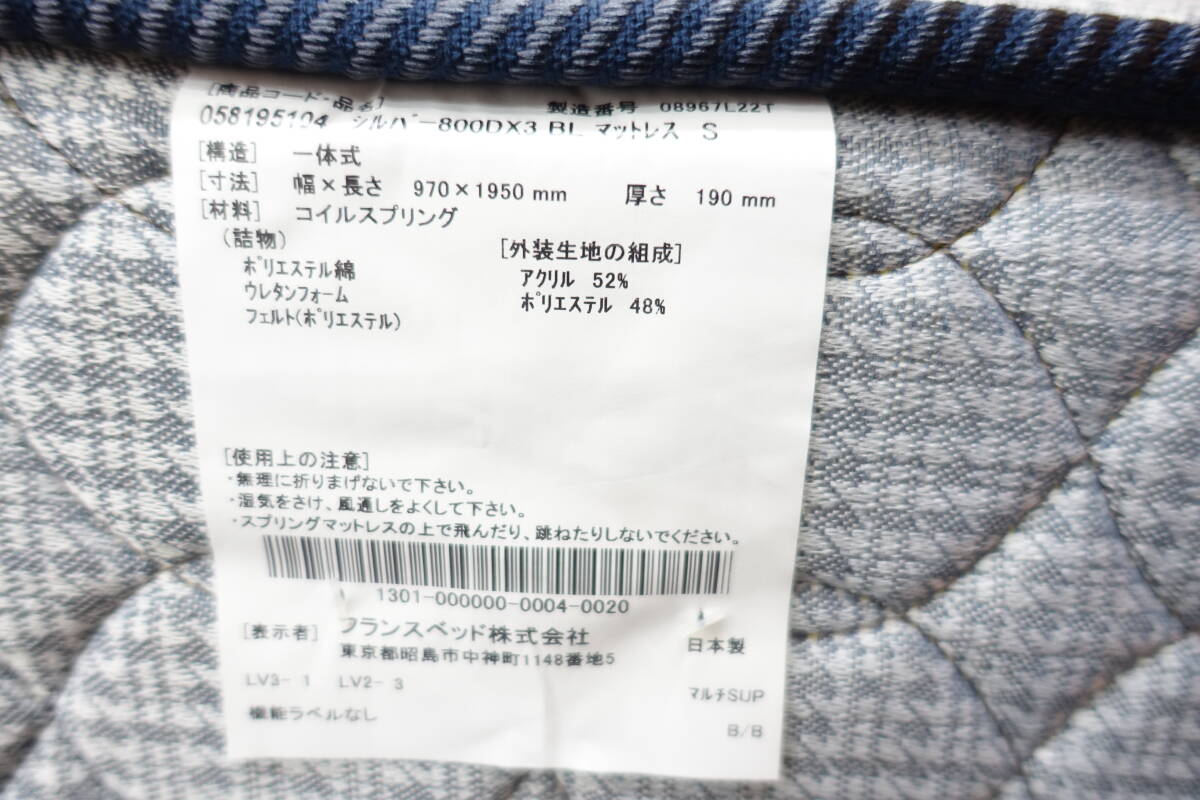 [商品コード・品名] 製造番号 08967L22T
058195104 シルバー800DX3 BL マットレス S
[構造] 一体式
[寸法] 幅×長さ 970×1950 mm 厚さ 190 mm
[材料] コイルスプリング
(詰物) [外装生地の組成]
ポリエステル綿 アクリル 52%
ウレタンフォーム ポリエステル 48%
フェルト(ポリエステル)
[使用上の注意]
・無理に折りまげないで下さい。
・湿気をさけ、風通しをよくして下さい。
・スプリングマットレスの上で飛んだり、跳ねたりしないでください。
1301-000000-0004-0020
[表示者] フランスベッド株式会社 日本製
東京都昭島市中神町1148番地5
LV3- 1 LV2- 3 マルチSUP
機能ラベルなし B/B